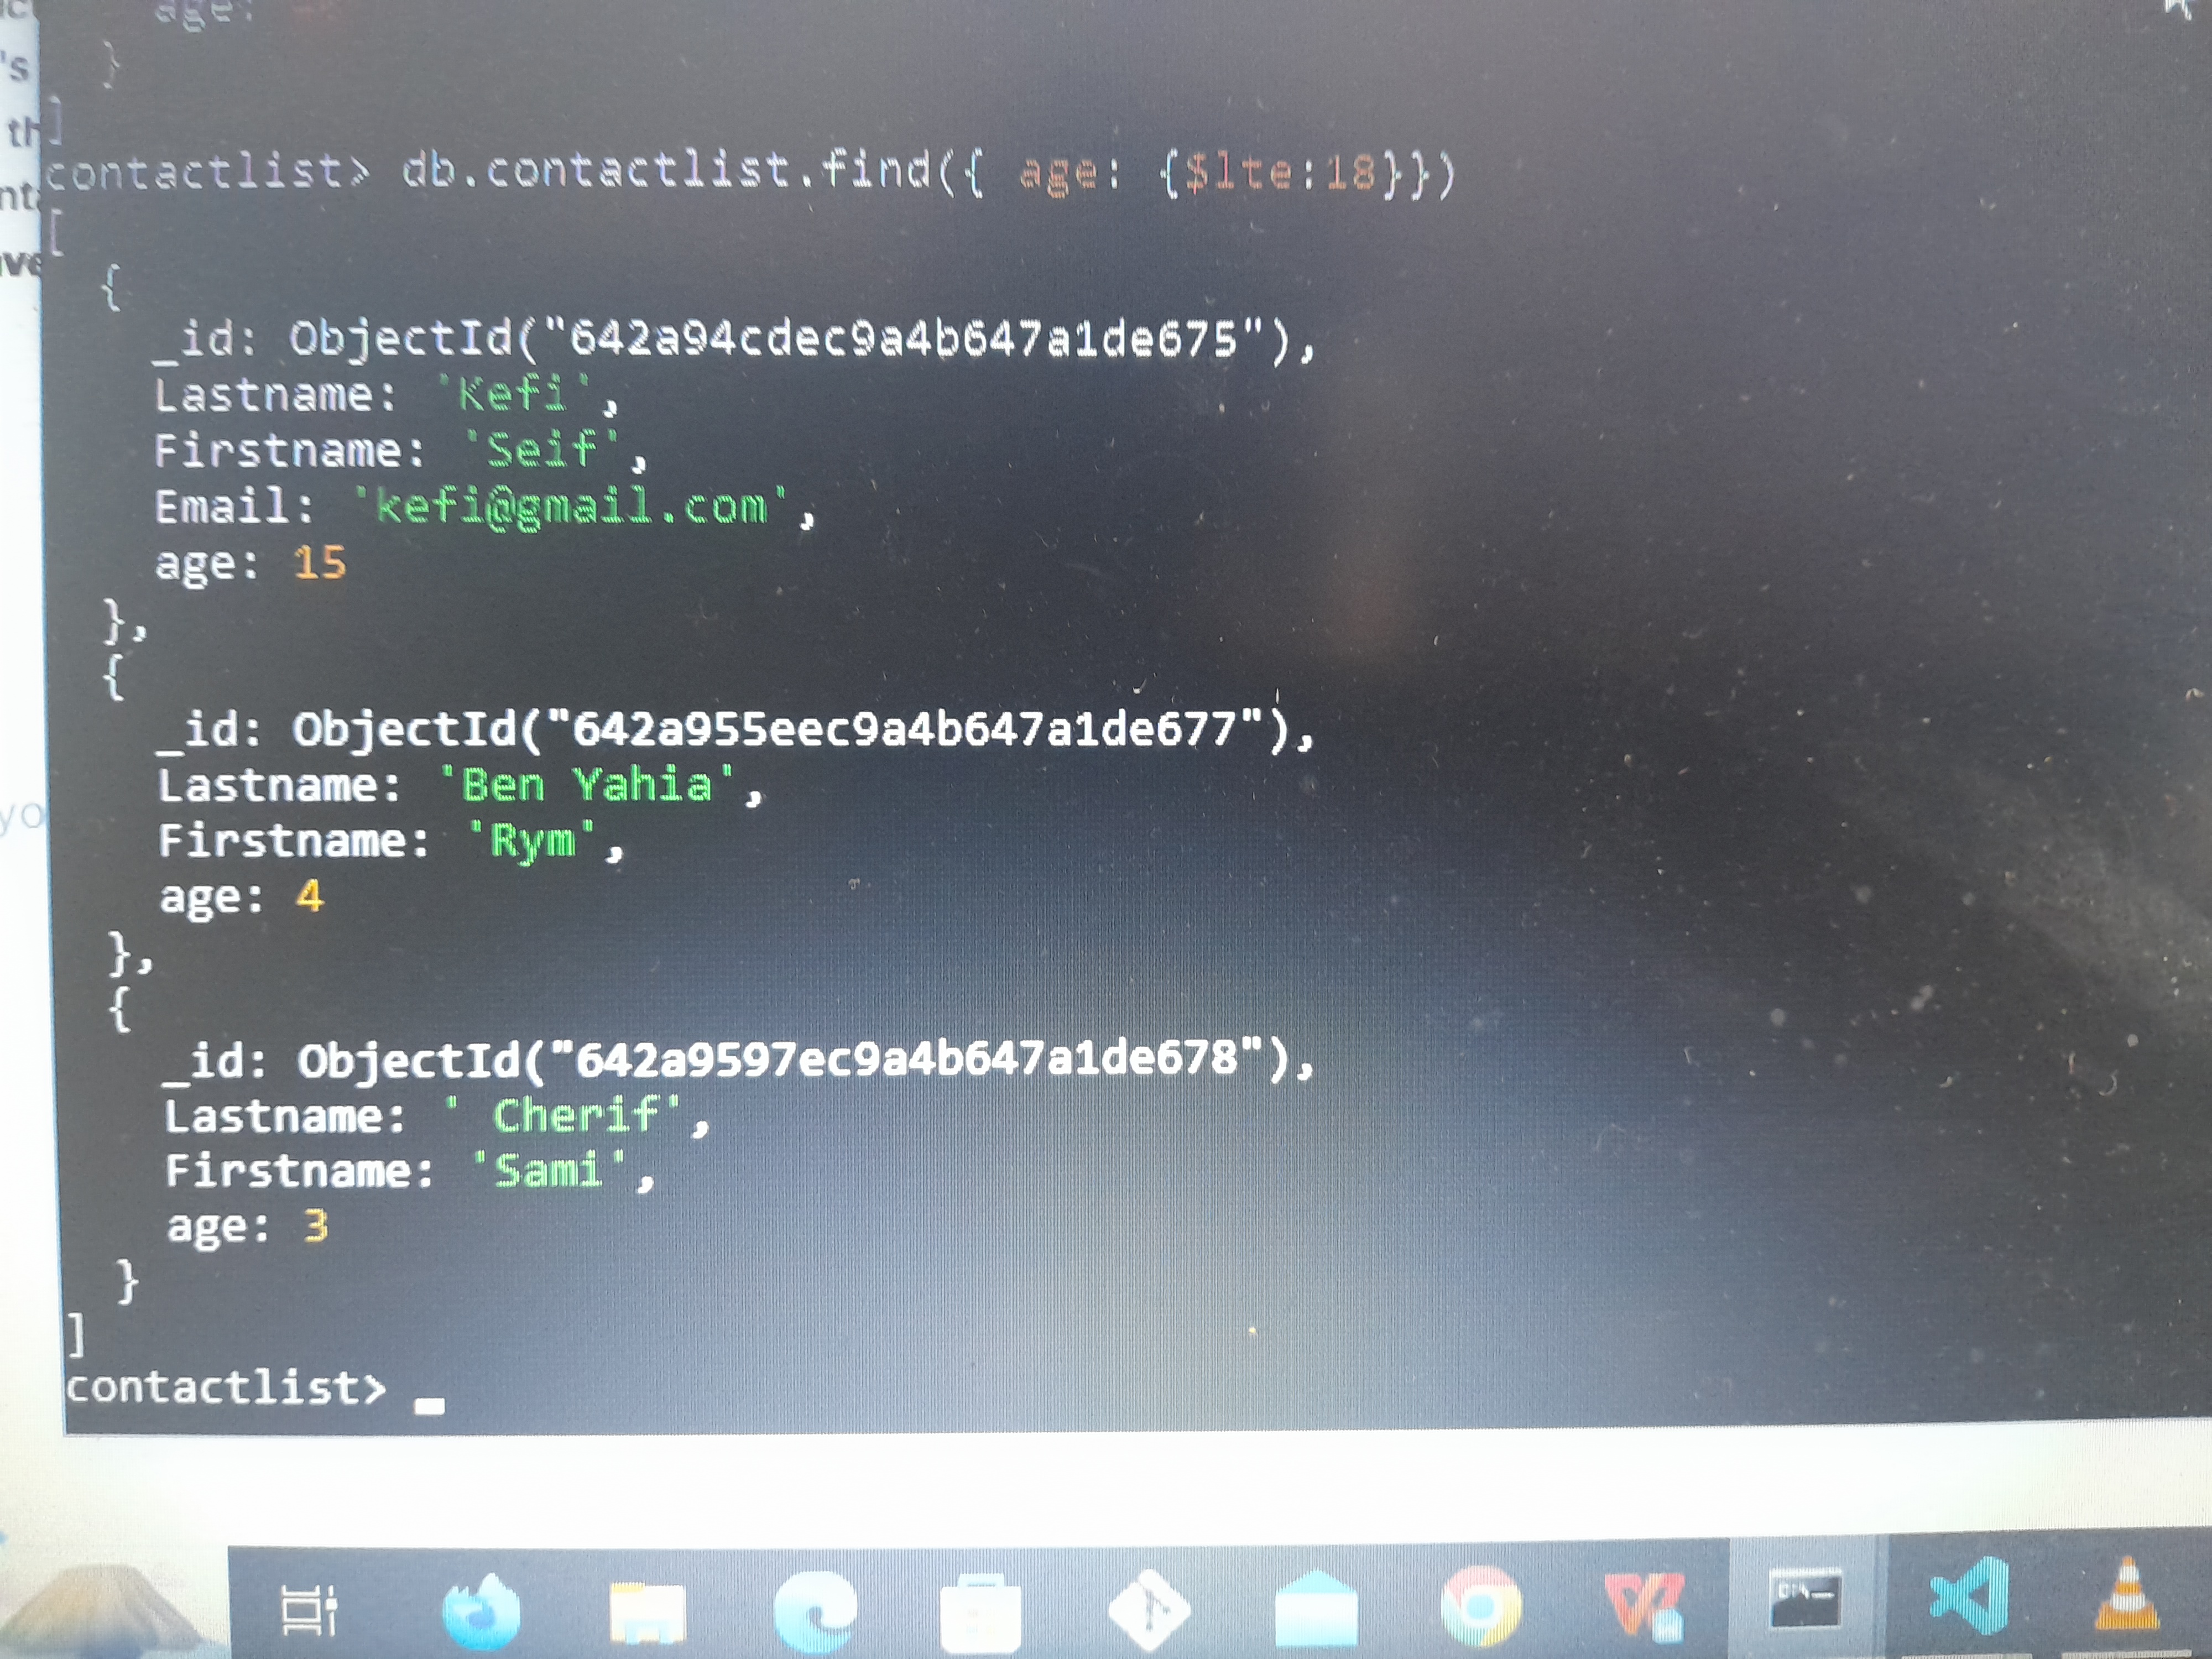 age:
}
's
]
th
contactlist> db.contactlist.find({ age: {$lte:18}})
[
{
_id: ObjectId("642a94cdec9a4b647a1de675"),
Lastname: 'Kefi',
Firstname: 'Seif',
Email: 'kefi@gmail.com',
age: 15
},
{
_id: ObjectId("642a955eec9a4b647a1de677"),
Lastname: 'Ben Yahia',
Firstname: 'Rym',
age: 4
},
{
_id: ObjectId("642a9597ec9a4b647a1de678"),
Lastname: ' Cherif',
Firstname: 'Sami',
age: 3
}
]
contactlist> _